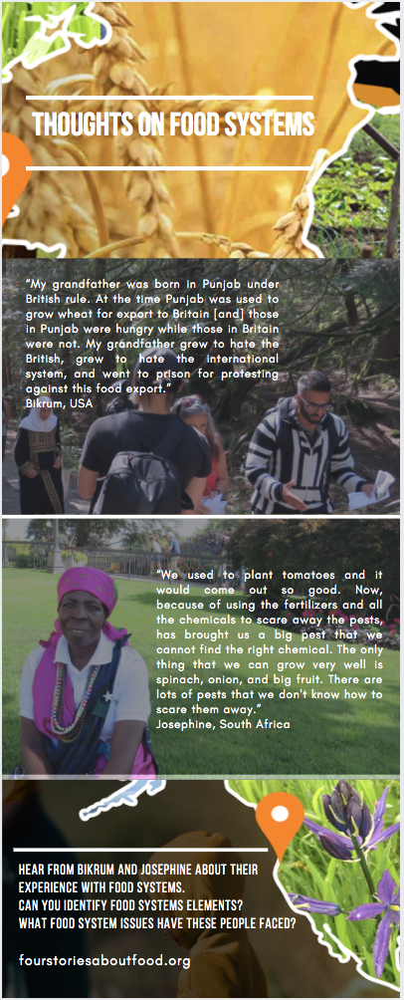 THOUGHTS ON FOOD SYSTEMS
“My grandfather was born in Punjab under
British rule. At the time Punjab was used to
grow wheat for export to Britain [and] those
in Punjab were hungry while those in Britain
were not. My grandfather grew to hate the
British, grew to hate the international
system, and went to prison for protesting
against this food export.”
Bikrum, USA
“We used to plant tomatoes and it
would come out so good. Now,
because of using the fertilizers and all
the chemicals to scare away the pests,
has brought us a big pest that we
cannot find the right chemical. The only
thing that we can grow very well is
spinach, onion, and big fruit. There are
lots of pests that we don't know how to
scare them away.”
Josephine, South Africa
HEAR FROM BIKRUM AND JOSEPHINE ABOUT THEIR
EXPERIENCE WITH FOOD SYSTEMS.
CAN YOU IDENTIFY FOOD SYSTEMS ELEMENTS?
WHAT FOOD SYSTEM ISSUES HAVE THESE PEOPLE FACED?
fourstoriesaboutfood.org